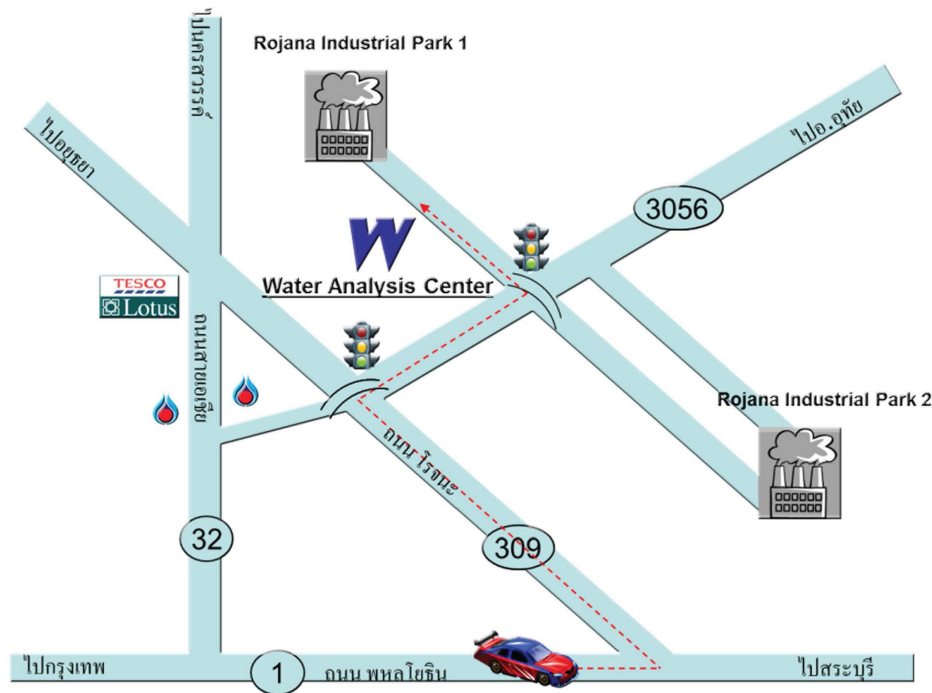 ไปนครสวรรค์
Rojana Industrial Park 1
ไปอยุธยา
ไปอ.อุทัย
3056
W
Water Analysis Center
TESCO
Lotus
ถนนสายเอเซีย
Rojana Industrial Park 2
ถนน โรจนะ
32
309
ไปกรุงเทพ
1
ถนน พหลโยธิน
ไปสระบุรี